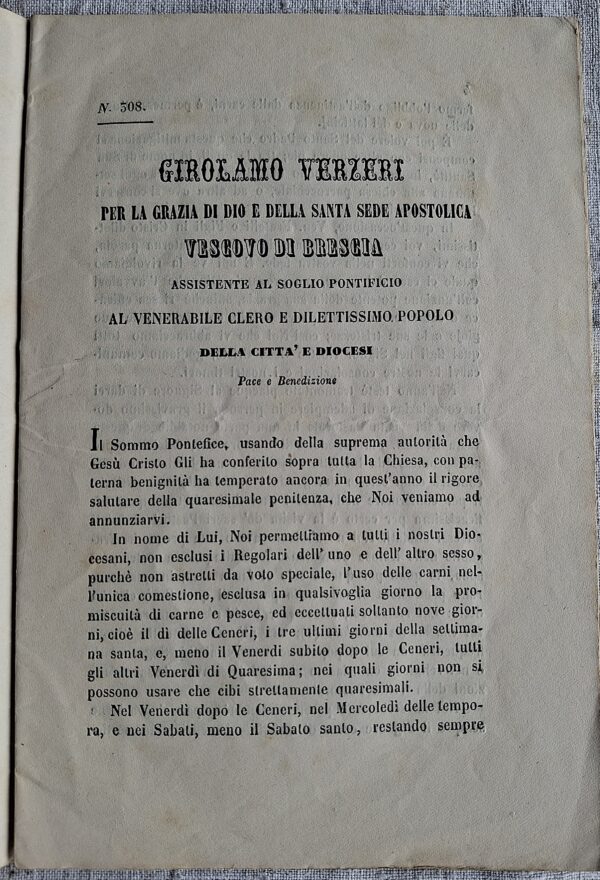 N. 308.
GIROLAMO VERZERI
PER LA GRAZIA DI DIO E DELLA SANTA SEDE APOSTOLICA
VESCOVO DI BRESCIA
ASSISTENTE AL SOGLIO PONTIFICIO
AL VENERABILE CLERO E DILETTISSIMO POPOLO
DELLA CITTA' E DIOCESI
Pace e Benedizione
Il Sommo Pontefice, usando della suprema autorità che
Gesù Cristo Gli ha conferito sopra tutta la Chiesa, con pa-
terna benignità ha temperato ancora in quest'anno il rigore
salutare della quaresimale penitenza, che Noi veniamo ad
annunziarvi.
In nome di Lui, Noi permettiamo a tutti i nostri Dio-
cesani, non esclusi i Regolari dell'uno e dell'altro sesso,
purchè non astretti da voto speciale, l'uso delle carni nel-
l'unica comestione, esclusa in qualsivoglia giorno la pro-
miscuità di carne e pesce, ed eccettuati soltanto nove gior-
ni, cioè il dì delle Ceneri, i tre ultimi giorni della settima-
na santa, e, meno il Venerdì subito dopo le Ceneri, tutti
gli altri Venerdì di Quaresima; nei quali giorni non si
possono usare che cibi strettamente quaresimali.
Nel Venerdì dopo le Ceneri, nel Mercoledì delle tempo-
ra, e nei Sabati, meno il Sabato santo, restando sempre